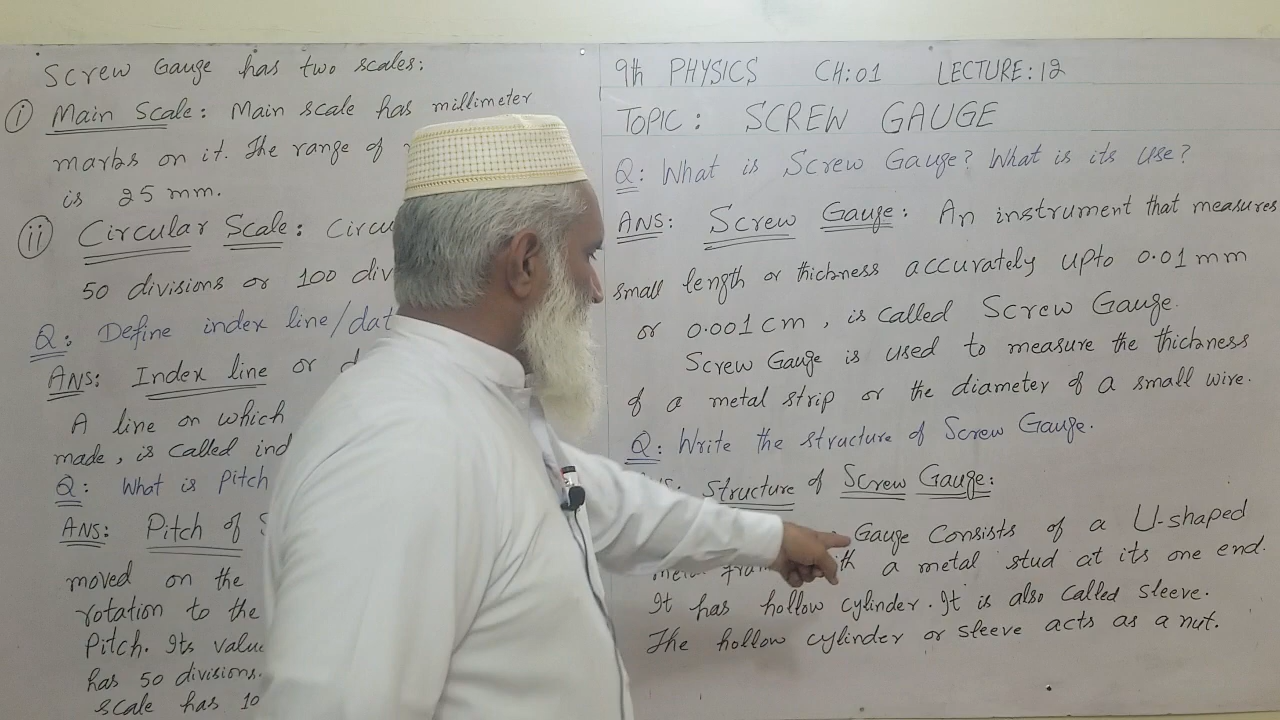 Screw Gauge has two scales:
(i) Main Scale: Main scale has millimeter
marks on it. The range of
is 25 mm.
(ii) Circular Scale:
50 divisions or 100
Q: Define index line/
ANS: Index line or
A line on which
made, is called
Q: What is Pitch
ANS: Pitch of
moved on the
rotation to the
Pitch. Its
has 50 divisions.
scale has
9th PHYSICS CH:01 LECTURE:12
TOPIC: SCREW GAUGE
Q: What is Screw Gauge? What is its use?
ANS: Screw Gauge: An instrument that measures
small length or thickness accurately upto 0.01 mm
or 0.001 cm, is called Screw Gauge.
Screw Gauge is used to measure the thickness
of a metal strip or the diameter of a small wire.
Q: Write the structure of Screw Gauge.
Structure of Screw Gauge:
Gauge Consists of a U-shaped
metal a metal stud at its one end.
It has hollow cylinder. It is also called sleeve.
The hollow cylinder or sleeve acts as a nut.